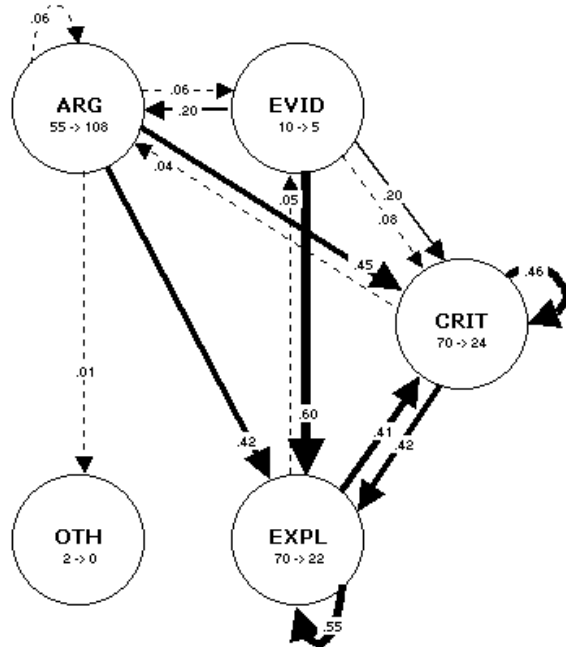 .06
ARG
55 -> 108
.06
.20
EVID
10 -> 5
.04
.05
.20
.08
.45
.46
CRIT
70 -> 24
.01
.42
.60
.41
.42
OTH
2 -> 0
EXPL
70 -> 22
.55